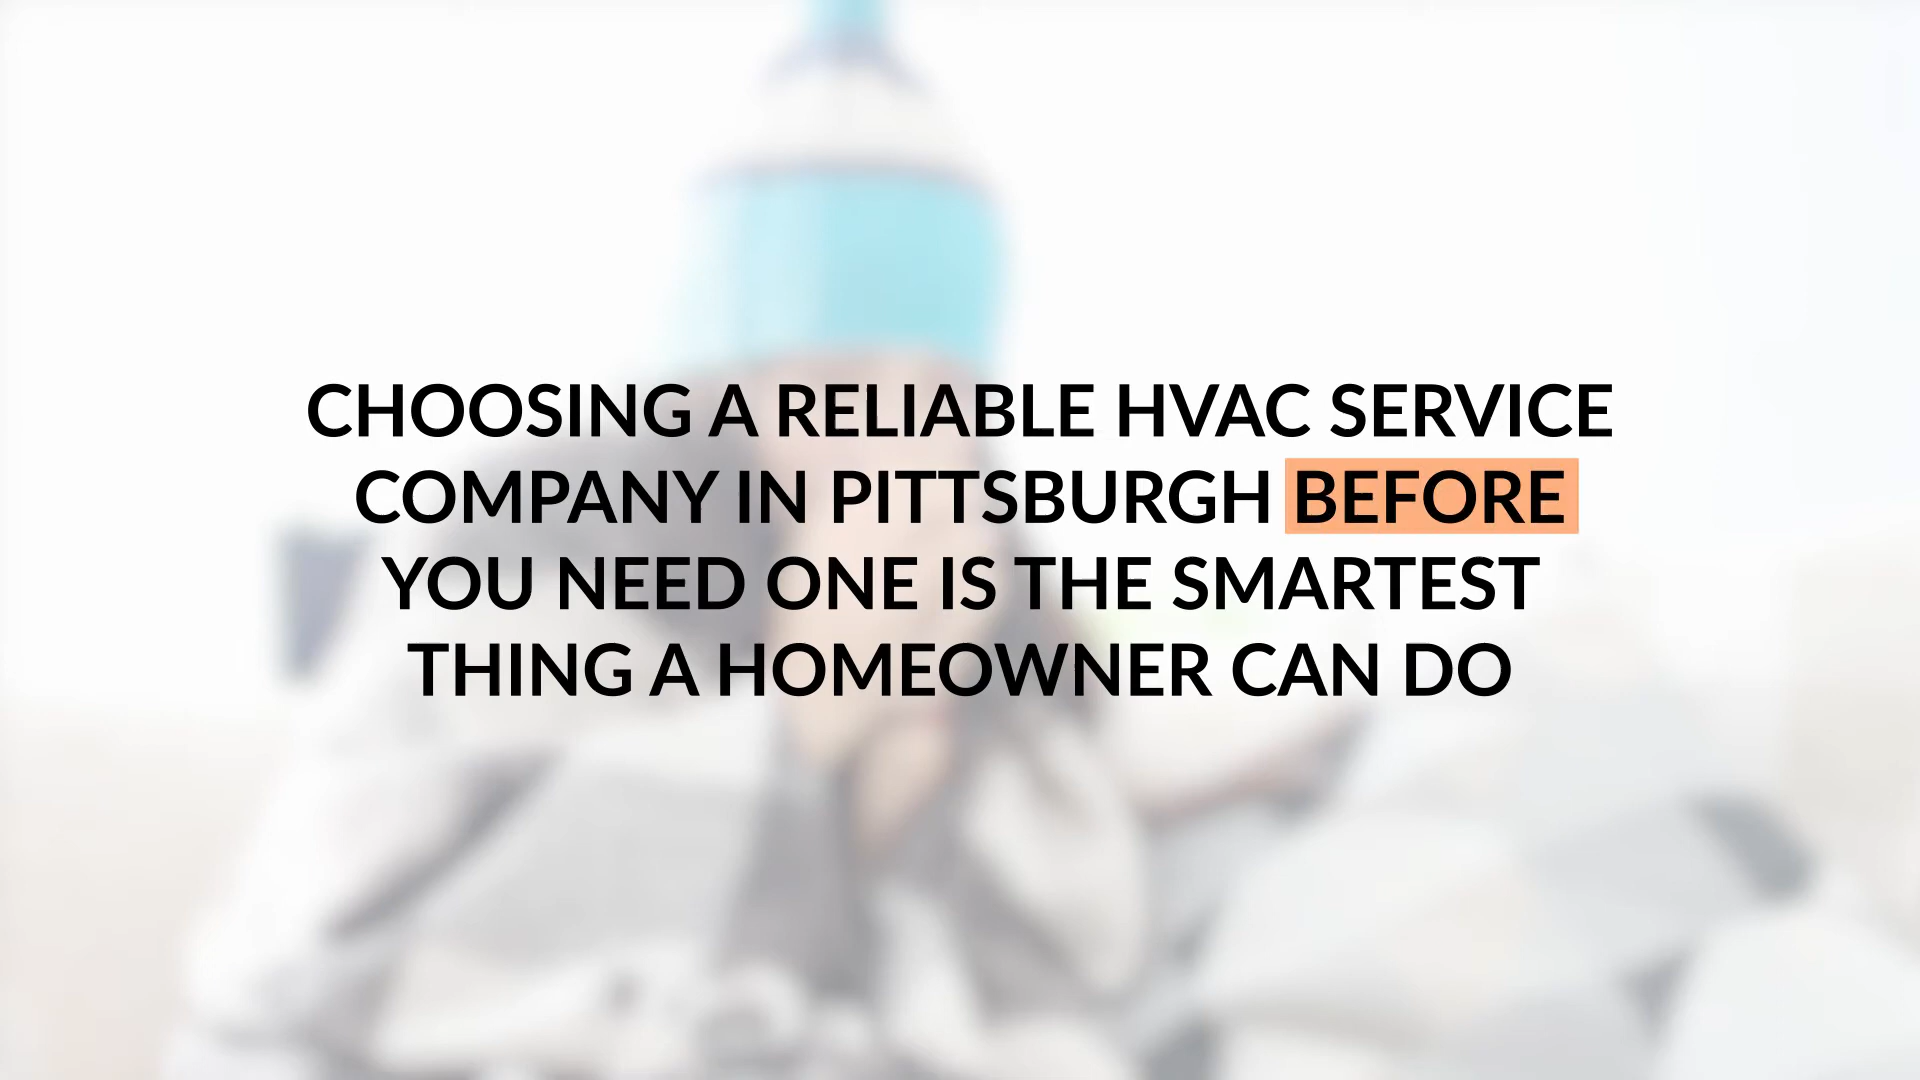 CHOOSING A RELIABLE HVAC SERVICE
COMPANY IN PITTSBURGH BEFORE
YOU NEED ONE IS THE SMARTEST
THING A HOMEOWNER CAN DO